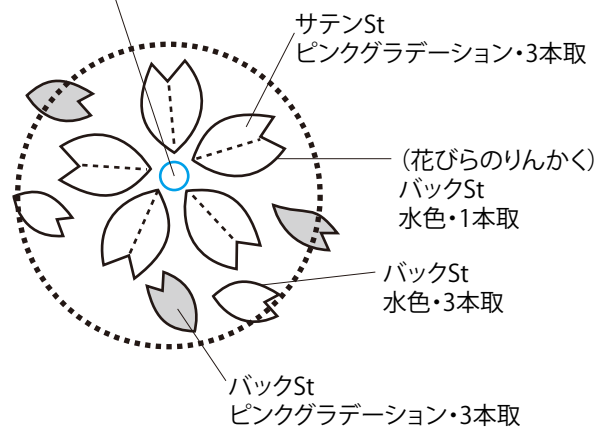 サテンSt
ピンクグラデーション・3本取
(花びらのりんかく)
バックSt
水色・1本取
バックSt
水色・3本取
バックSt
ピンクグラデーション・3本取